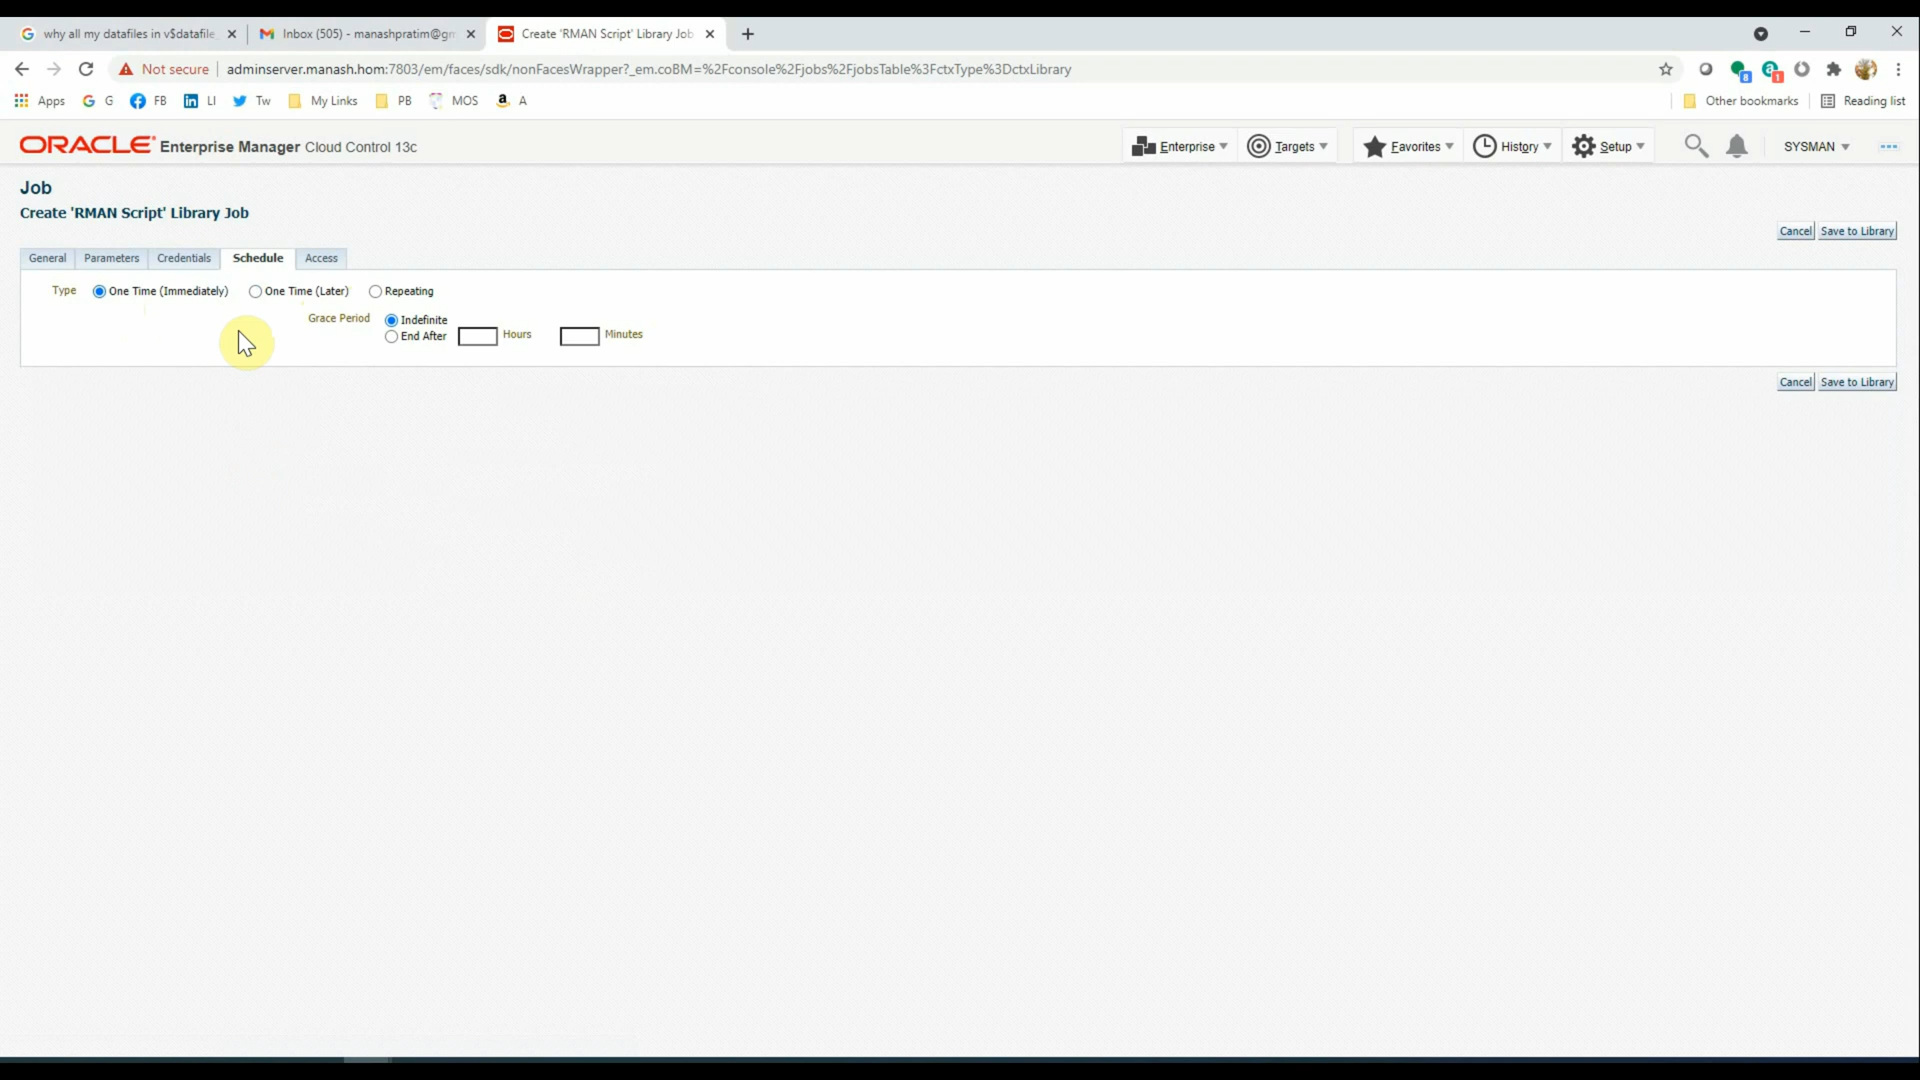 why all my datafiles in v$datafile
Inbox (505) - manashpratim@gm
Create 'RMAN Script' Library Job
Not secure
adminserver.manash.hom:7803/em/faces/sdk/nonFacesWrapper?_em.coBM=%2Fconsole%2Fjobs%2FjobsTable%3FctxType%3DctxLibrary
8
1
Apps
G
FB
LI
Tw
My Links
PB
MOS
A
Other bookmarks
Reading list
ORACLE Enterprise Manager Cloud Control 13c
Enterprise
Targets
Favorites
History
Setup
SYSMAN
Job
Create 'RMAN Script' Library Job
Cancel
Save to Library
General
Parameters
Credentials
Schedule
Access
Type
One Time (Immediately)
One Time (Later)
Repeating
Grace Period
Indefinite
End After
Hours
Minutes
Cancel
Save to Library